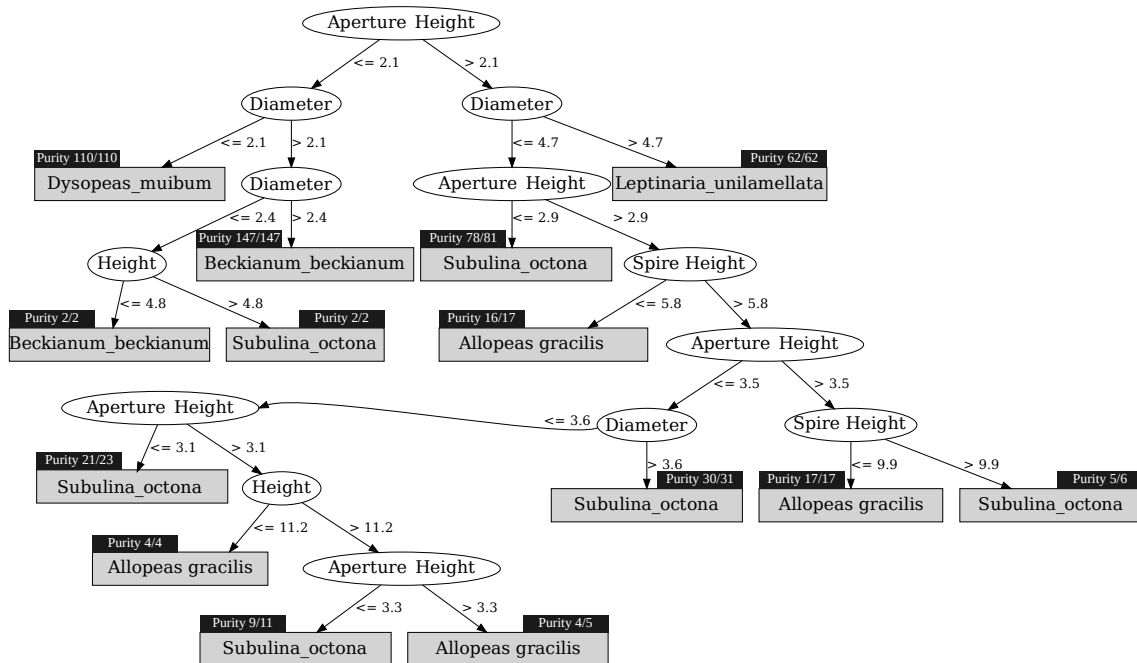 Aperture Height
<= 2.1
> 2.1
Diameter
Diameter
<= 2.1
> 2.1
<= 4.7
> 4.7
Purity 110/110
Purity 62/62
Dysopeas_muibum
Diameter
Aperture Height
Leptinaria_unilamellata
<= 2.4
> 2.4
<= 2.9
> 2.9
Purity 147/147
Purity 78/81
Height
Beckianum_beckianum
Subulina_octona
Spire Height
<= 4.8
> 4.8
<= 5.8
> 5.8
Purity 2/2
Purity 2/2
Purity 16/17
Beckianum_beckianum
Subulina_octona
Allopeas gracilis
Aperture Height
<= 3.5
> 3.5
Aperture Height
<= 3.6
Diameter
Spire Height
<= 3.1
> 3.1
> 3.6
<= 9.9
> 9.9
Purity 21/23
Purity 30/31
Purity 17/17
Purity 5/6
Subulina_octona
Height
Subulina_octona
Allopeas gracilis
Subulina_octona
<= 11.2
> 11.2
Purity 4/4
Allopeas gracilis
Aperture Height
<= 3.3
> 3.3
Purity 9/11
Purity 4/5
Subulina_octona
Allopeas gracilis